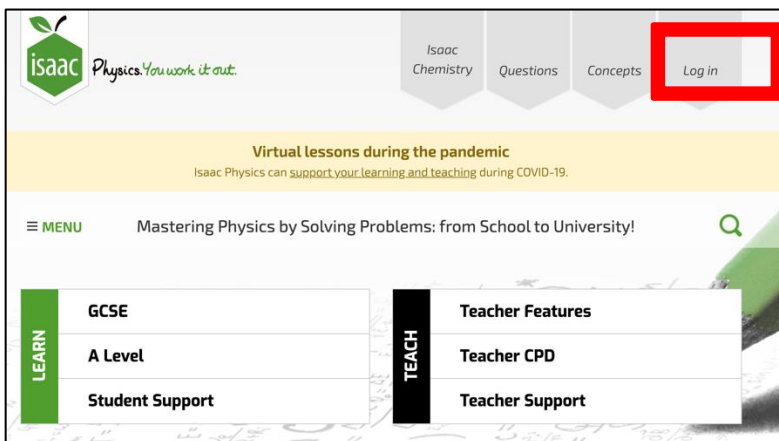 isaac Physics. You work it out.
Isaac
Chemistry
Questions
Concepts
Log in
Virtual lessons during the pandemic
Isaac Physics can support your learning and teaching during COVID-19.
≡ MENU
Mastering Physics by Solving Problems: from School to University!
LEARN
GCSE
A Level
Student Support
TEACH
Teacher Features
Teacher CPD
Teacher Support